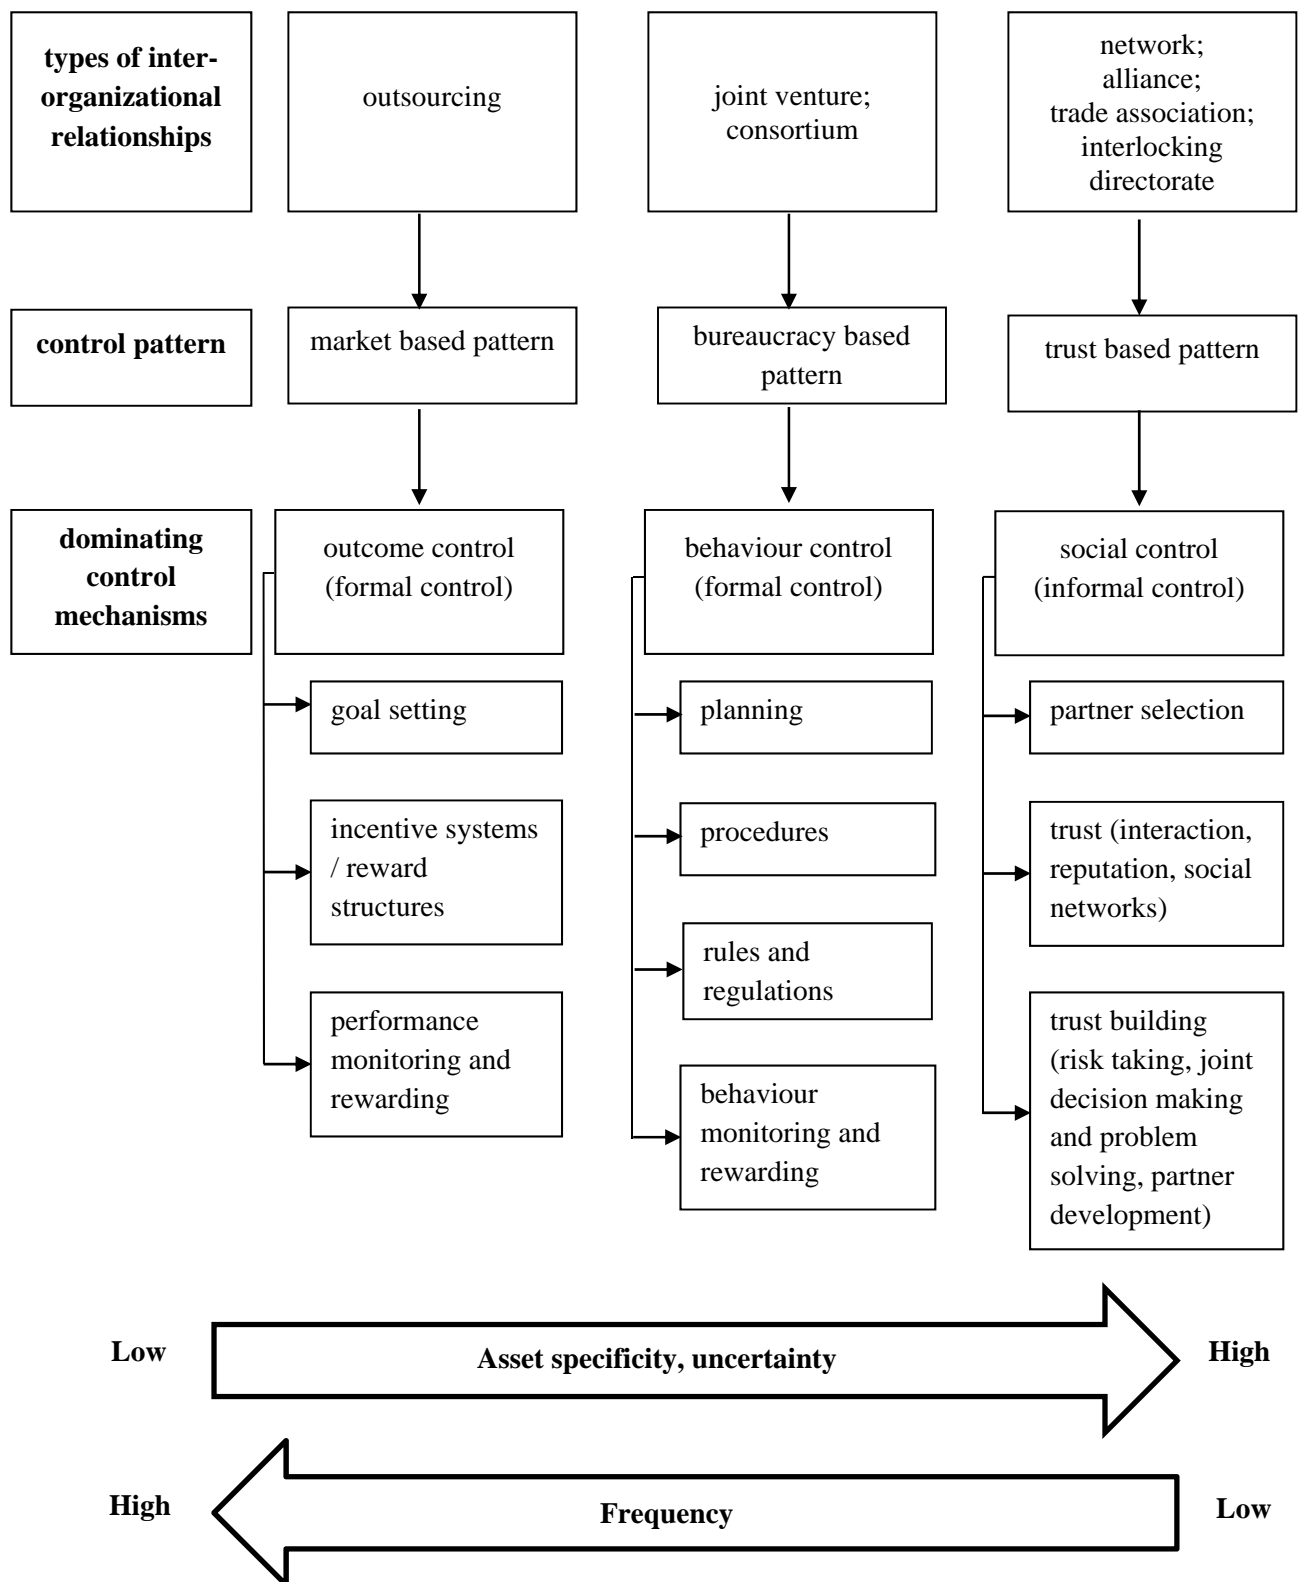 types of inter-
organizational
relationships
outsourcing
joint venture;
consortium
network;
alliance;
trade association;
interlocking
directorate
control pattern
market based pattern
bureaucracy based
pattern
trust based pattern
dominating
control
mechanisms
outcome control
(formal control)
behaviour control
(formal control)
social control
(informal control)
goal setting
incentive systems
/ reward
structures
performance
monitoring and
rewarding
planning
procedures
rules and
regulations
behaviour
monitoring and
rewarding
partner selection
trust (interaction,
reputation, social
networks)
trust building
(risk taking, joint
decision making
and problem
solving, partner
development)
Low
Asset specificity, uncertainty
High
High
Frequency
Low